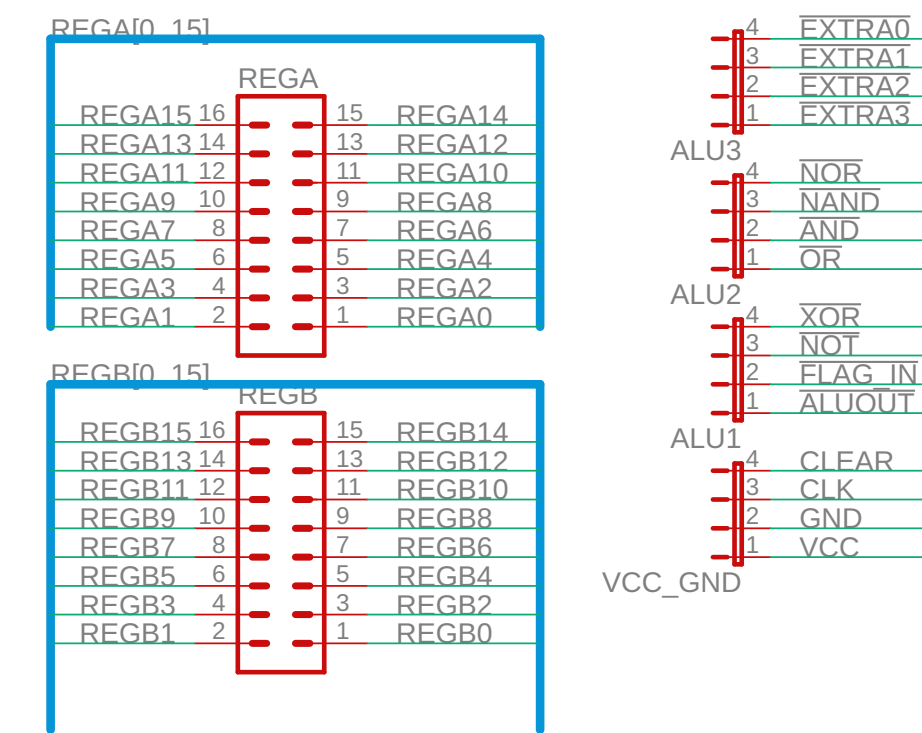 REGA[0..15]
REGA
REGA15 16 15 REGA14
REGA13 14 13 REGA12
REGA11 12 11 REGA10
REGA9 10 9 REGA8
REGA7 8 7 REGA6
REGA5 6 5 REGA4
REGA3 4 3 REGA2
REGA1 2 1 REGA0
REGB[0..15]
REGB
REGB15 16 15 REGB14
REGB13 14 13 REGB12
REGB11 12 11 REGB10
REGB9 10 9 REGB8
REGB7 8 7 REGB6
REGB5 6 5 REGB4
REGB3 4 3 REGB2
REGB1 2 1 REGB0
4 EXTRA0
3 EXTRA1
2 EXTRA2
1 EXTRA3
ALU3
4 NOR
3 NAND
2 AND
1 OR
ALU2
4 XOR
3 NOT
2 FLAG_IN
1 ALUOUT
ALU1
4 CLEAR
3 CLK
2 GND
1 VCC
VCC_GND